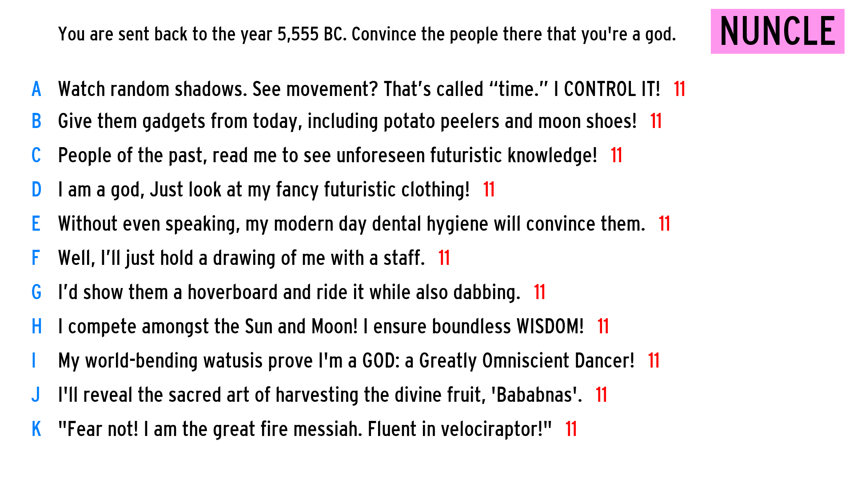 You are sent back to the year 5,555 BC. Convince the people there that you're a god.
NUNCLE
A Watch random shadows. See movement? That’s called “time.” I CONTROL IT! 11
B Give them gadgets from today, including potato peelers and moon shoes! 11
C People of the past, read me to see unforeseen futuristic knowledge! 11
D I am a god, Just look at my fancy futuristic clothing! 11
E Without even speaking, my modern day dental hygiene will convince them. 11
F Well, I’ll just hold a drawing of me with a staff. 11
G I’d show them a hoverboard and ride it while also dabbing. 11
H I compete amongst the Sun and Moon! I ensure boundless WISDOM! 11
I My world-bending watusis prove I'm a GOD: a Greatly Omniscient Dancer! 11
J I'll reveal the sacred art of harvesting the divine fruit, 'Bababnas'. 11
K "Fear not! I am the great fire messiah. Fluent in velociraptor!" 11